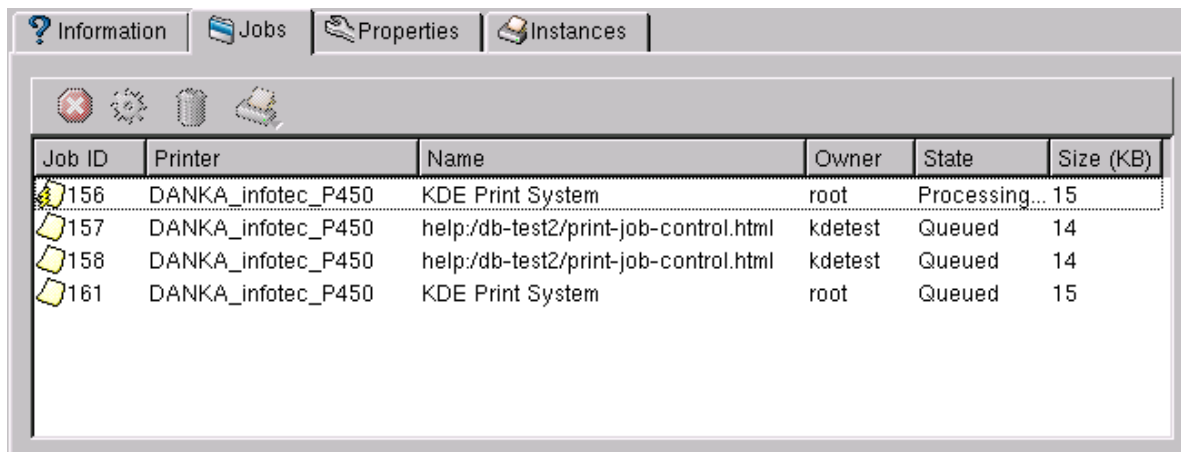 Information Jobs Properties Instances
Job ID Printer Name Owner State Size (KB)
156 DANKA_infotec_P450 KDE Print System root Processing... 15
157 DANKA_infotec_P450 help:/db-test2/print-job-control.html kdetest Queued 14
158 DANKA_infotec_P450 help:/db-test2/print-job-control.html kdetest Queued 14
161 DANKA_infotec_P450 KDE Print System root Queued 15